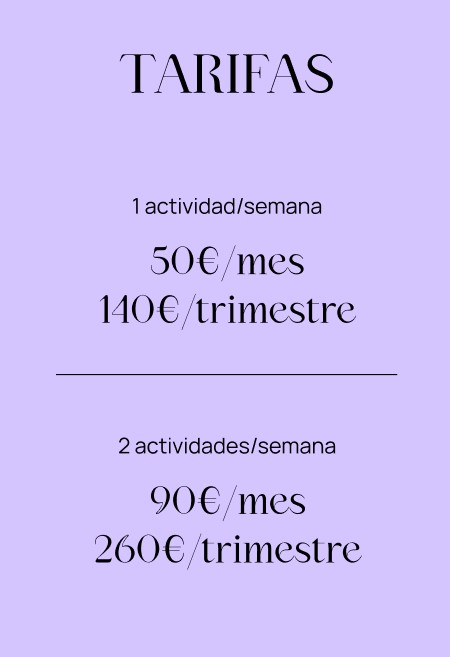 TARIFAS
1 actividad/semana
50€/mes
140€/trimestre
2 actividades/semana
90€/mes
260€/trimestre